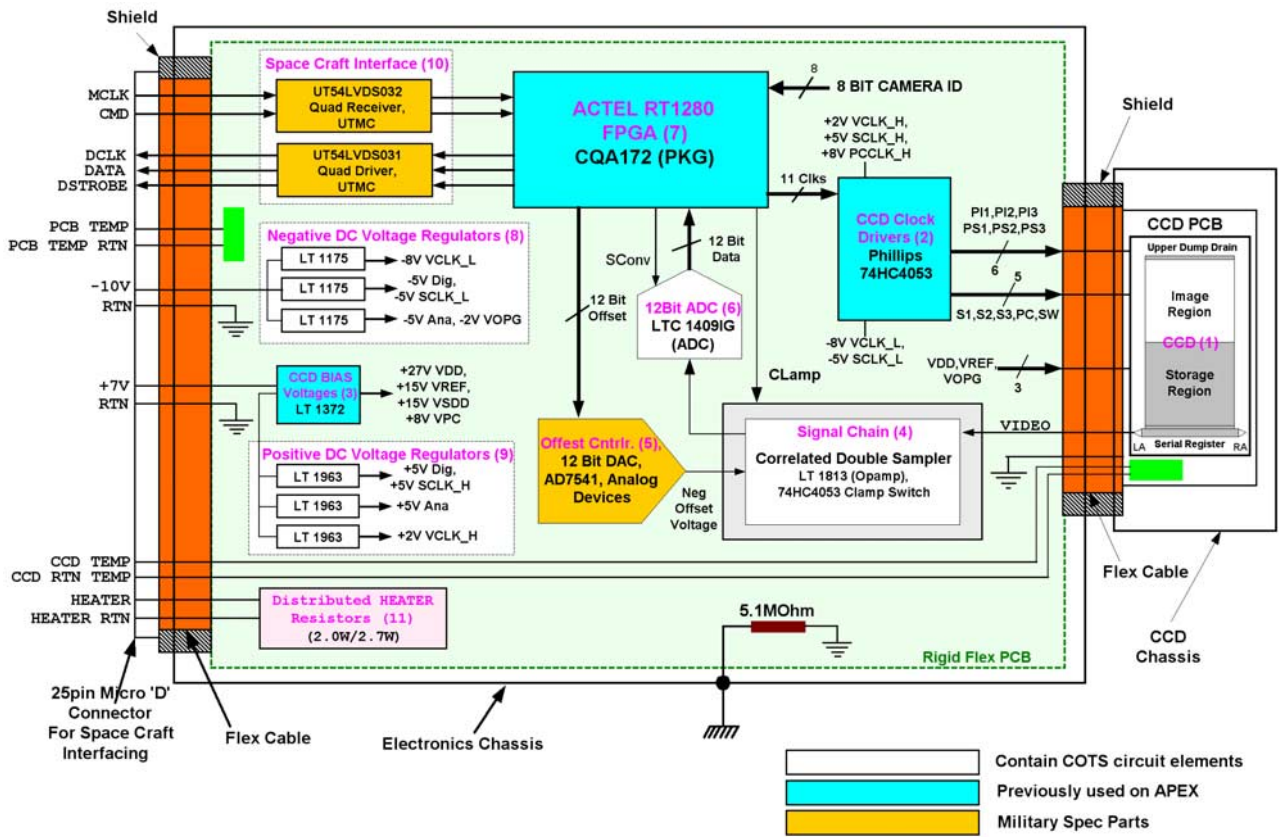 Shield
Space Craft Interface (10)
MCLK
CMD
UT54LVDS032
Quad Receiver,
UTMC
DCLK
DATA
DSTROBE
UT54LVDS031
Quad Driver,
UTMC
ACTEL RT1280
FPGA (7)
CQA172 (PKG)
8
8 BIT CAMERA ID
+2V VCLK_H,
+5V SCLK_H,
+8V PCCLK_H
11 Clks
CCD Clock
Drivers (2)
Phillips
74HC4053
-8V VCLK_L,
-5V SCLK_L
Shield
PI1,PI2,PI3
PS1,PS2,PS3
6
5
S1,S2,S3,PC,SW
VDD,VREF,
VOPG
3
CCD PCB
Upper Dump Drain
Image
Region
CCD (1)
Storage
Region
LA
Serial Register
RA
VIDEO
PCB TEMP
PCB TEMP RTN
Negative DC Voltage Regulators (8)
-10V
RTN
LT 1175
-8V VCLK_L
LT 1175
-5V Dig,
-5V SCLK_L
LT 1175
-5V Ana, -2V VOPG
SConv
12 Bit
Data
12 Bit
Offset
12Bit ADC (6)
LTC 1409IG
(ADC)
CLamp
+7V
RTN
CCD BIAS
Voltages (3)
LT 1372
+27V VDD,
+15V VREF,
+15V VSDD
+8V VPC
Positive DC Voltage Regulators (9)
LT 1963
+5V Dig,
+5V SCLK_H
LT 1963
+5V Ana
LT 1963
+2V VCLK_H
Offest Cntrlr. (5),
12 Bit DAC,
AD7541, Analog
Devices
Neg
Offset
Voltage
Signal Chain (4)
Correlated Double Sampler
LT 1813 (Opamp),
74HC4053 Clamp Switch
CCD TEMP
CCD RTN TEMP
HEATER
HEATER RTN
Distributed HEATER
Resistors (11)
(2.0W/2.7W)
5.1MOhm
Rigid Flex PCB
Flex Cable
CCD
Chassis
25pin Micro 'D'
Connector
For Space Craft
Interfacing
Flex Cable
Electronics Chassis
Contain COTS circuit elements
Previously used on APEX
Military Spec Parts